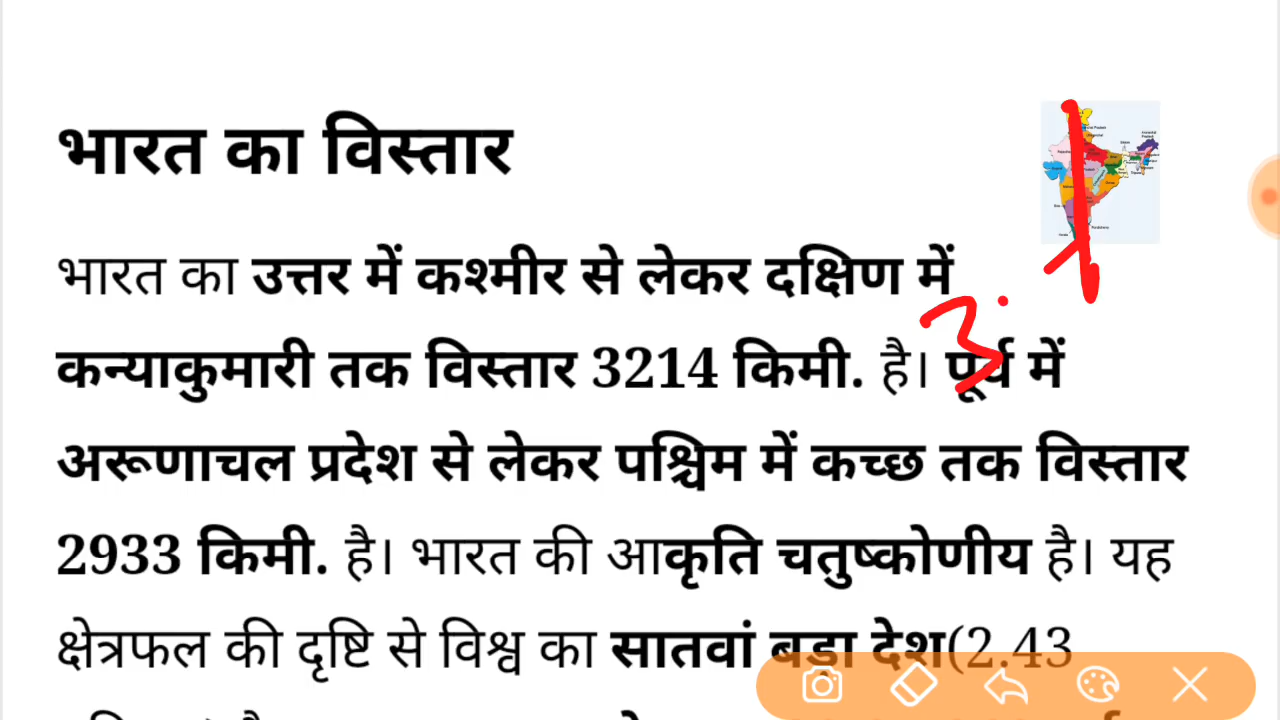 भारत का विस्तार
भारत का उत्तर में कश्मीर से लेकर दक्षिण में
3
कन्याकुमारी तक विस्तार 3214 किमी. है। पूर्व में
अरूणाचल प्रदेश से लेकर पश्चिम में कच्छ तक विस्तार
2933 किमी. है। भारत की आकृति चतुष्कोणीय है। यह
क्षेत्रफल की दृष्टि से विश्व का सातवां बड़ा देश(2.43